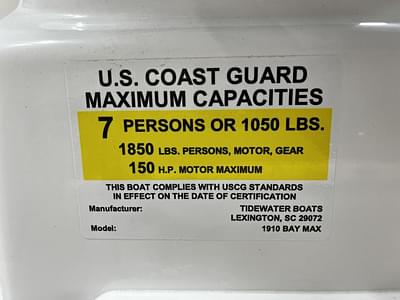 U.S. COAST GUARD
MAXIMUM CAPACITIES
7 PERSONS OR 1050 LBS.
1850 LBS. PERSONS, MOTOR, GEAR
150 H.P. MOTOR MAXIMUM
THIS BOAT COMPLIES WITH USCG STANDARDS
IN EFFECT ON THE DATE OF CERTIFICATION
Manufacturer: TIDEWATER BOATS
LEXINGTON, SC 29072
Model: 1910 BAY MAX